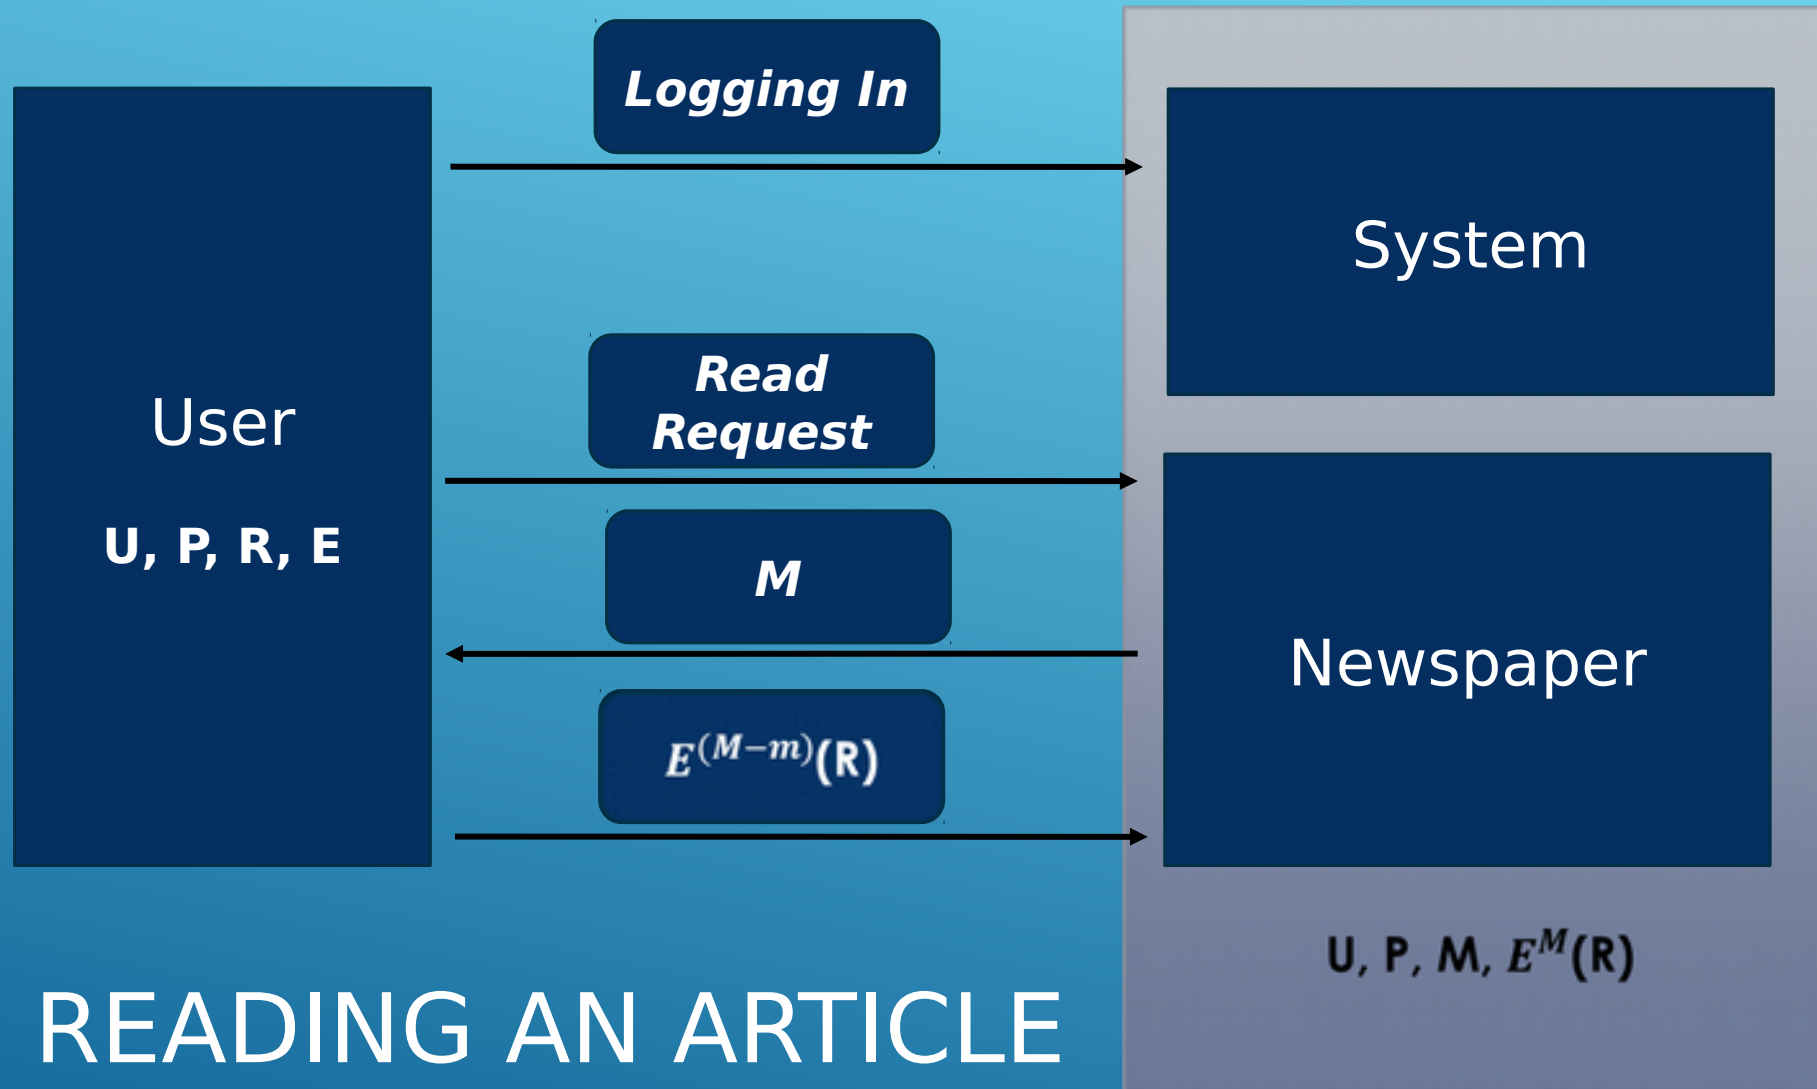 Logging In
System
User
U, P, R, E
Read
Request
M
Newspaper
E^(M−m)(R)
U, P, M, E^M(R)
READING AN ARTICLE